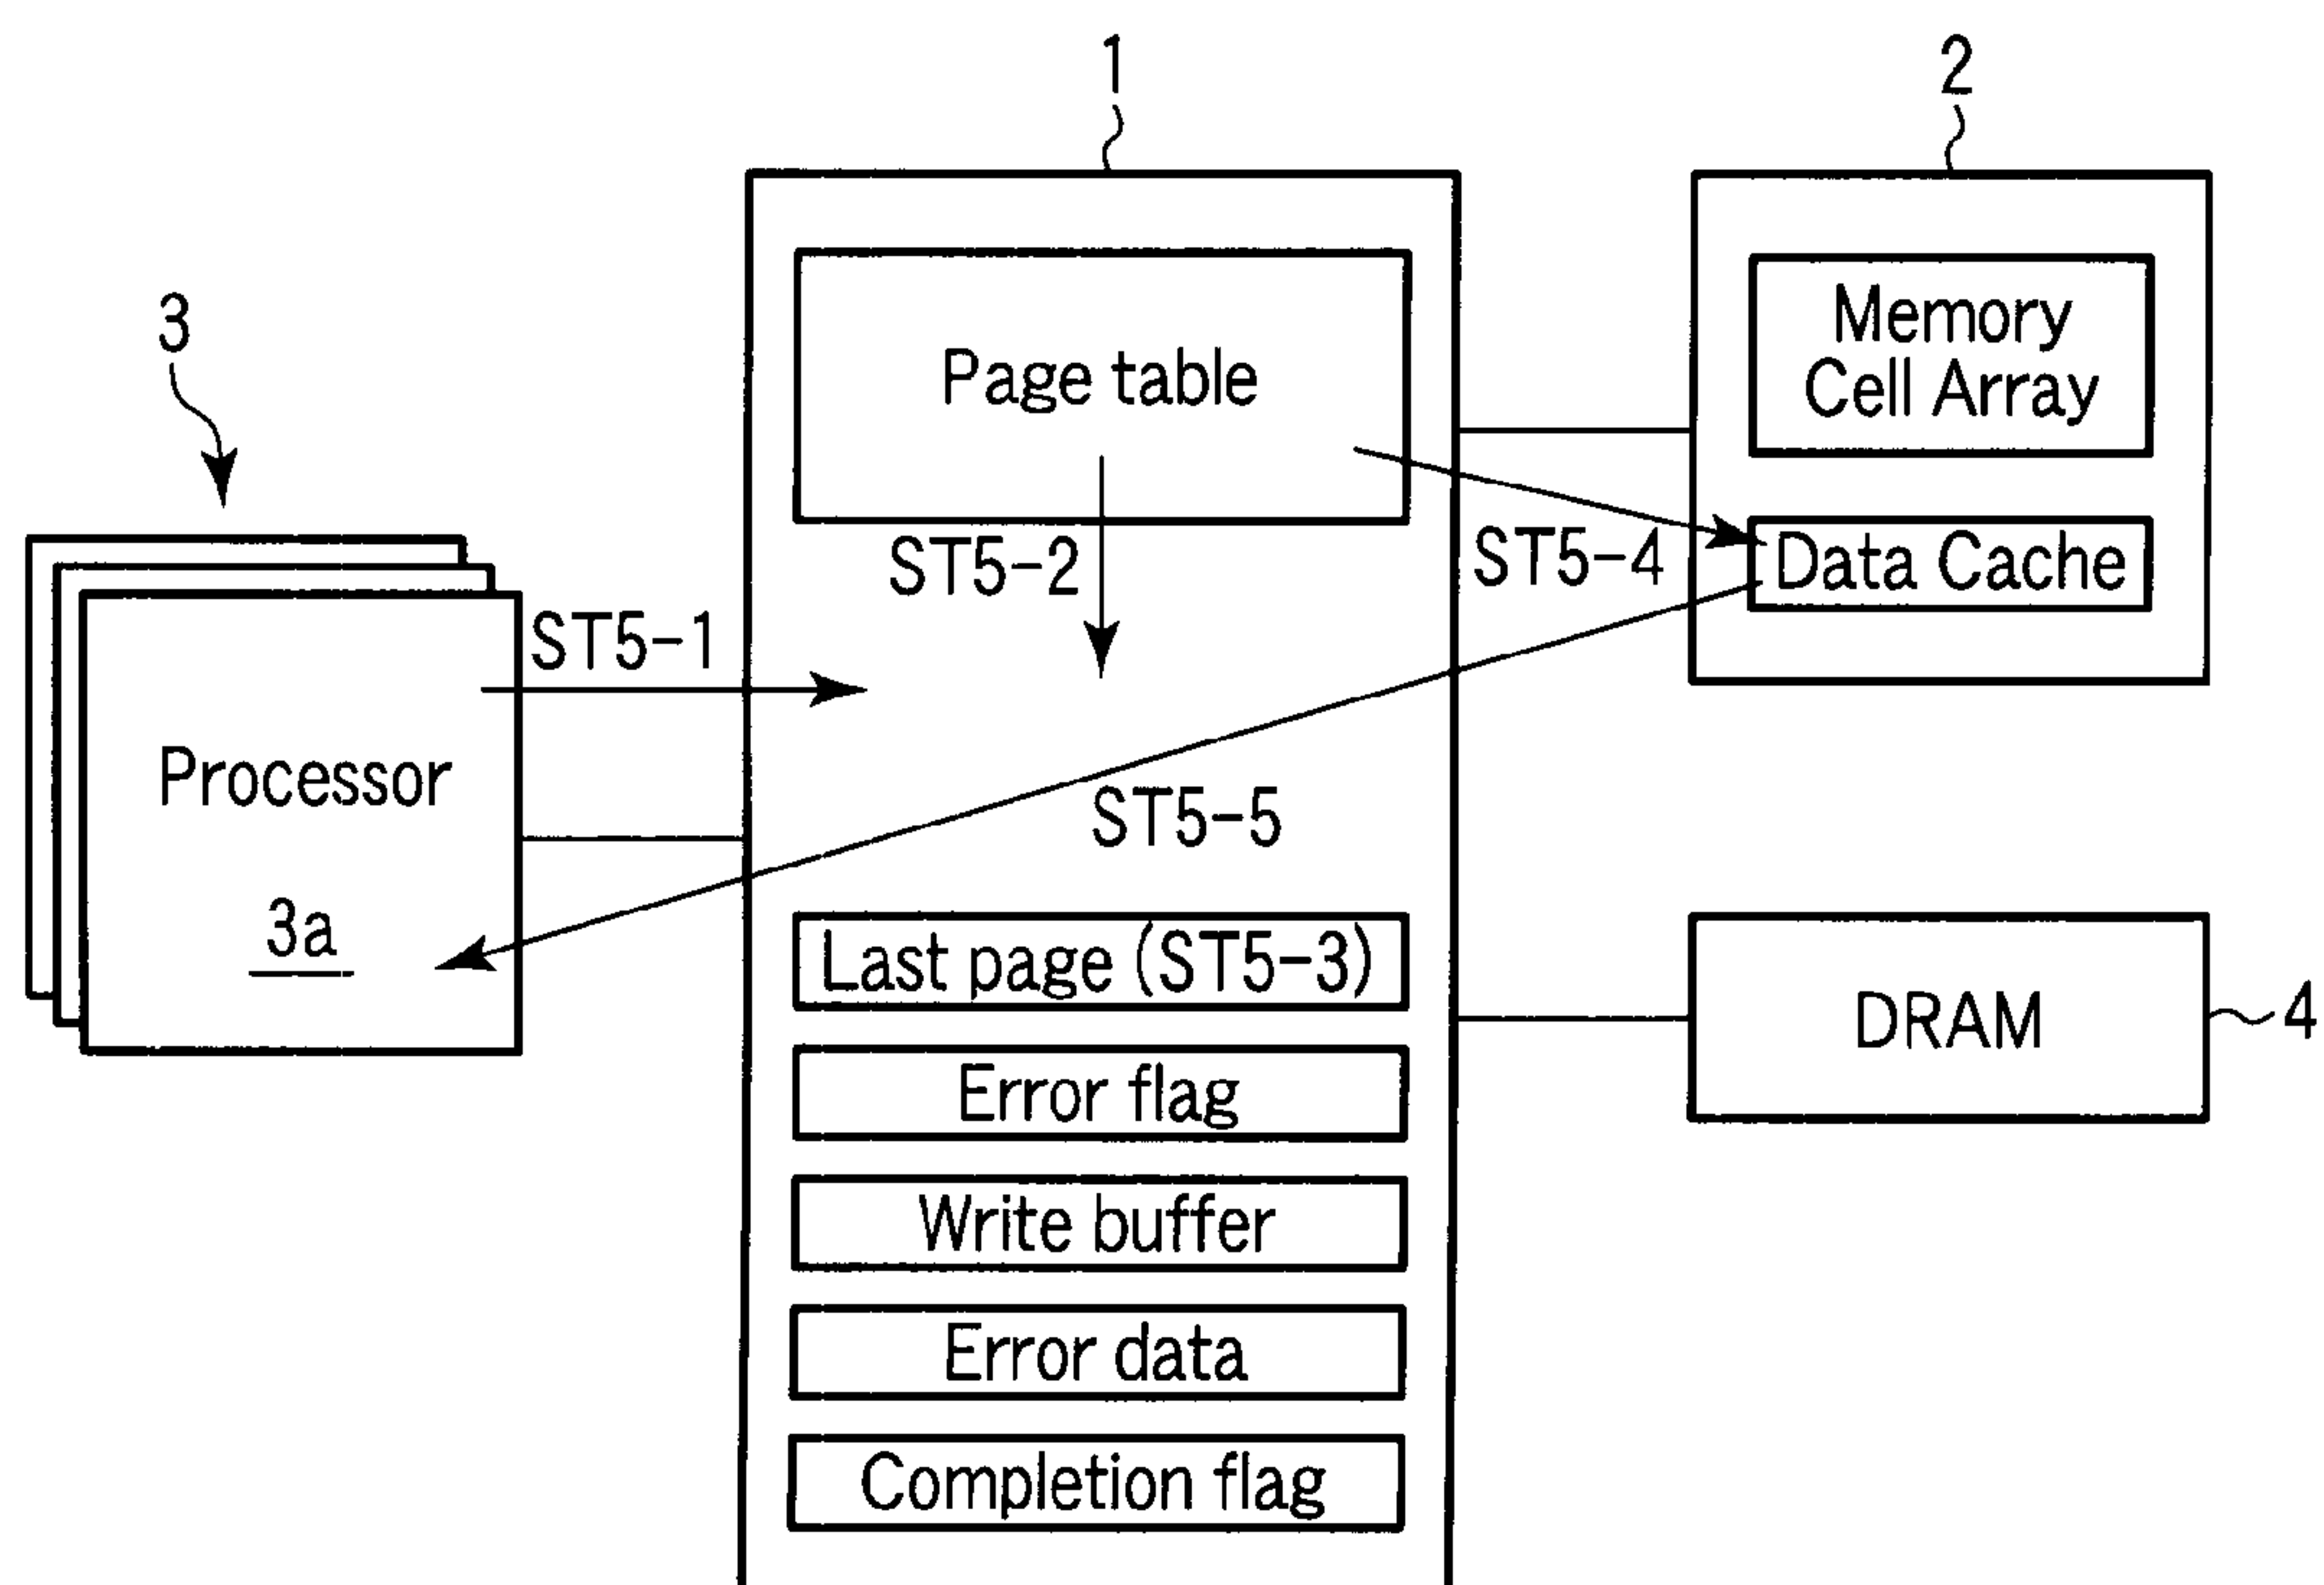 1
2
3
Page table
Memory
Cell Array
ST5-2
ST5-4
Data Cache
ST5-1
Processor
ST5-5
3a
Last page (ST5-3)
DRAM
4
Error flag
Write buffer
Error data
Completion flag